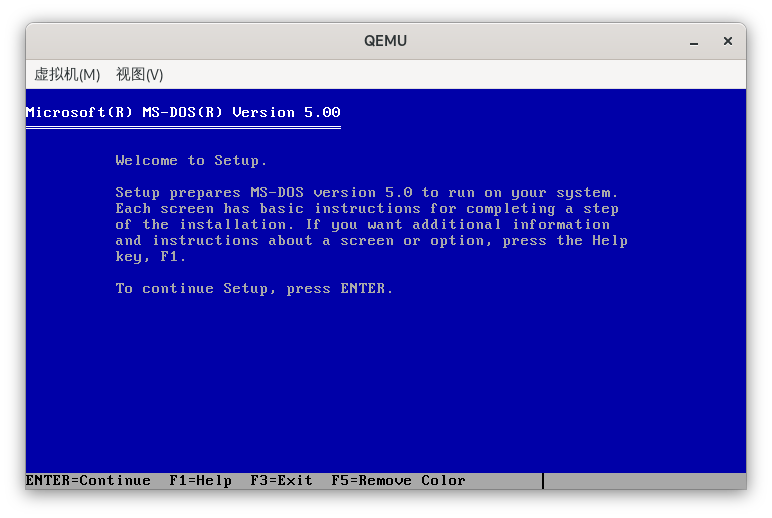 QEMU
虚拟机(M) 视图(V)
Microsoft(R) MS-DOS(R) Version 5.00
Welcome to Setup.
Setup prepares MS-DOS version 5.0 to run on your system.
Each screen has basic instructions for completing a step
of the installation. If you want additional information
and instructions about a screen or option, press the Help
key, F1.
To continue Setup, press ENTER.
ENTER=Continue F1=Help F3=Exit F5=Remove Color